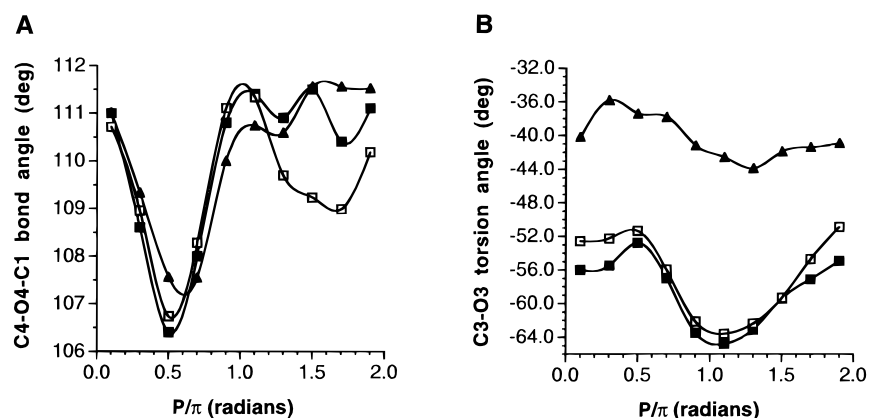 A
C4-O4-C1 bond angle (deg)
112
111
110
109
108
107
106
0.0 0.5 1.0 1.5 2.0
P/π (radians)
B
C3-O3 torsion angle (deg)
-32.0
-36.0
-40.0
-44.0
-48.0
-52.0
-56.0
-60.0
-64.0
0.0 0.5 1.0 1.5 2.0
P/π (radians)